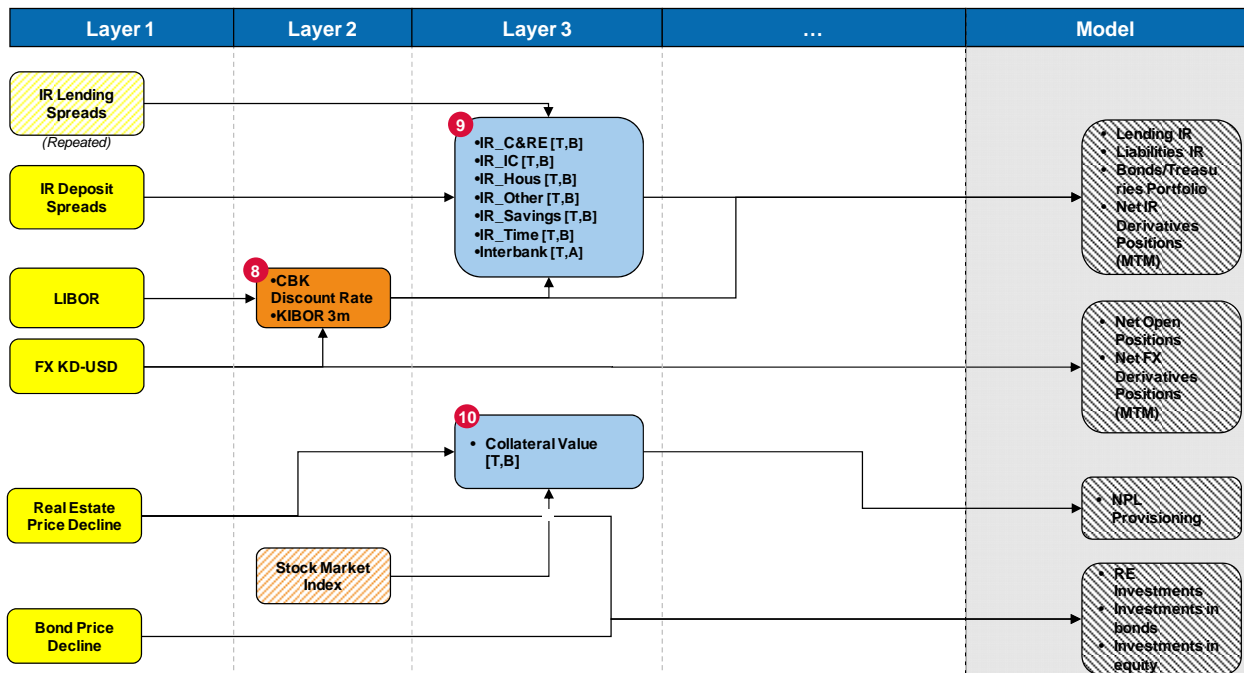 Layer 1
Layer 2
Layer 3
...
Model
IR Lending
Spreads
(Repeated)
IR Deposit
Spreads
LIBOR
FX KD-USD
Real Estate
Price Decline
Bond Price
Decline
8
•CBK
Discount Rate
•KIBOR 3m
Stock Market
Index
9
•IR_C&RE [T,B]
•IR_IC [T,B]
•IR_Hous [T,B]
•IR_Other [T,B]
•IR_Savings [T,B]
•IR_Time [T,B]
•Interbank [T,A]
10
• Collateral Value
[T,B]
• Lending IR
• Liabilities IR
• Bonds/Treasu
ries Portfolio
• Net IR
Derivatives
Positions
(MTM)
• Net Open
Positions
• Net FX
Derivatives
Positions
(MTM)
• NPL
Provisioning
• RE
Investments
• Investments in
bonds
• Investments in
equity